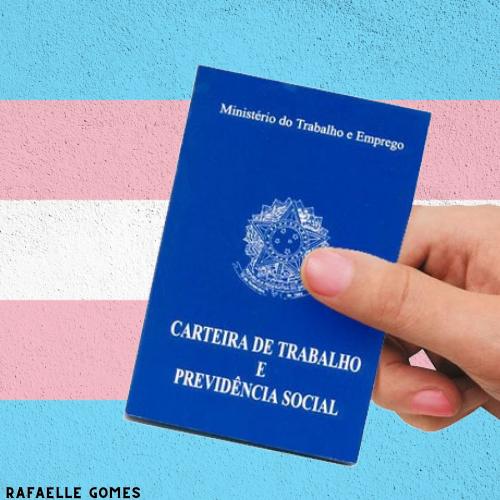 Ministério do Trabalho e Emprego
CARTEIRA DE TRABALHO
E
PREVIDÊNCIA SOCIAL
RAFAELLE GOMES